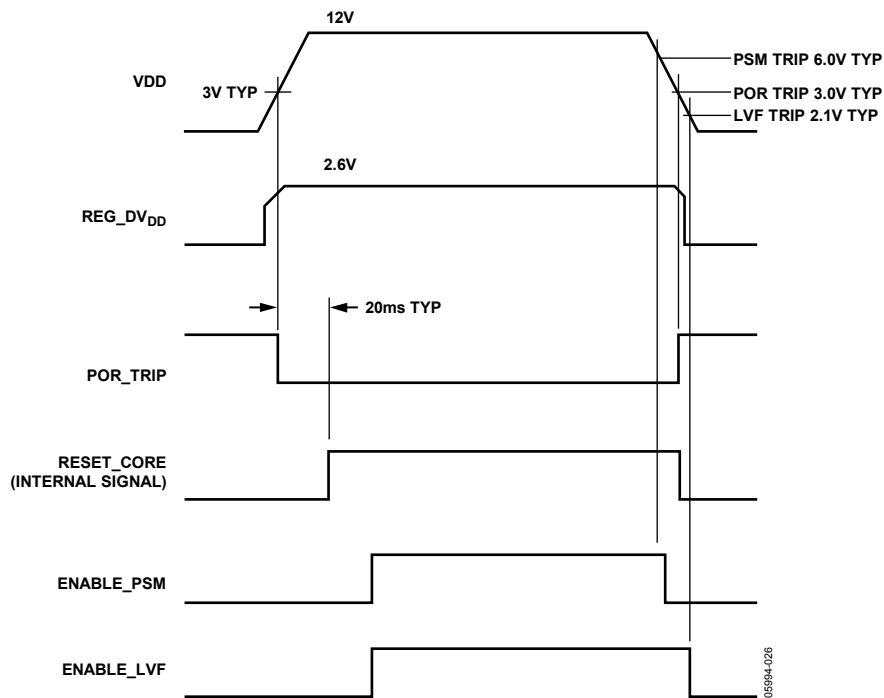 12V
VDD
3V TYP
PSM TRIP 6.0V TYP
POR TRIP 3.0V TYP
LVF TRIP 2.1V TYP
2.6V
REG_DVDD
20ms TYP
POR_TRIP
RESET_CORE
(INTERNAL SIGNAL)
ENABLE_PSM
ENABLE_LVF
05994-026